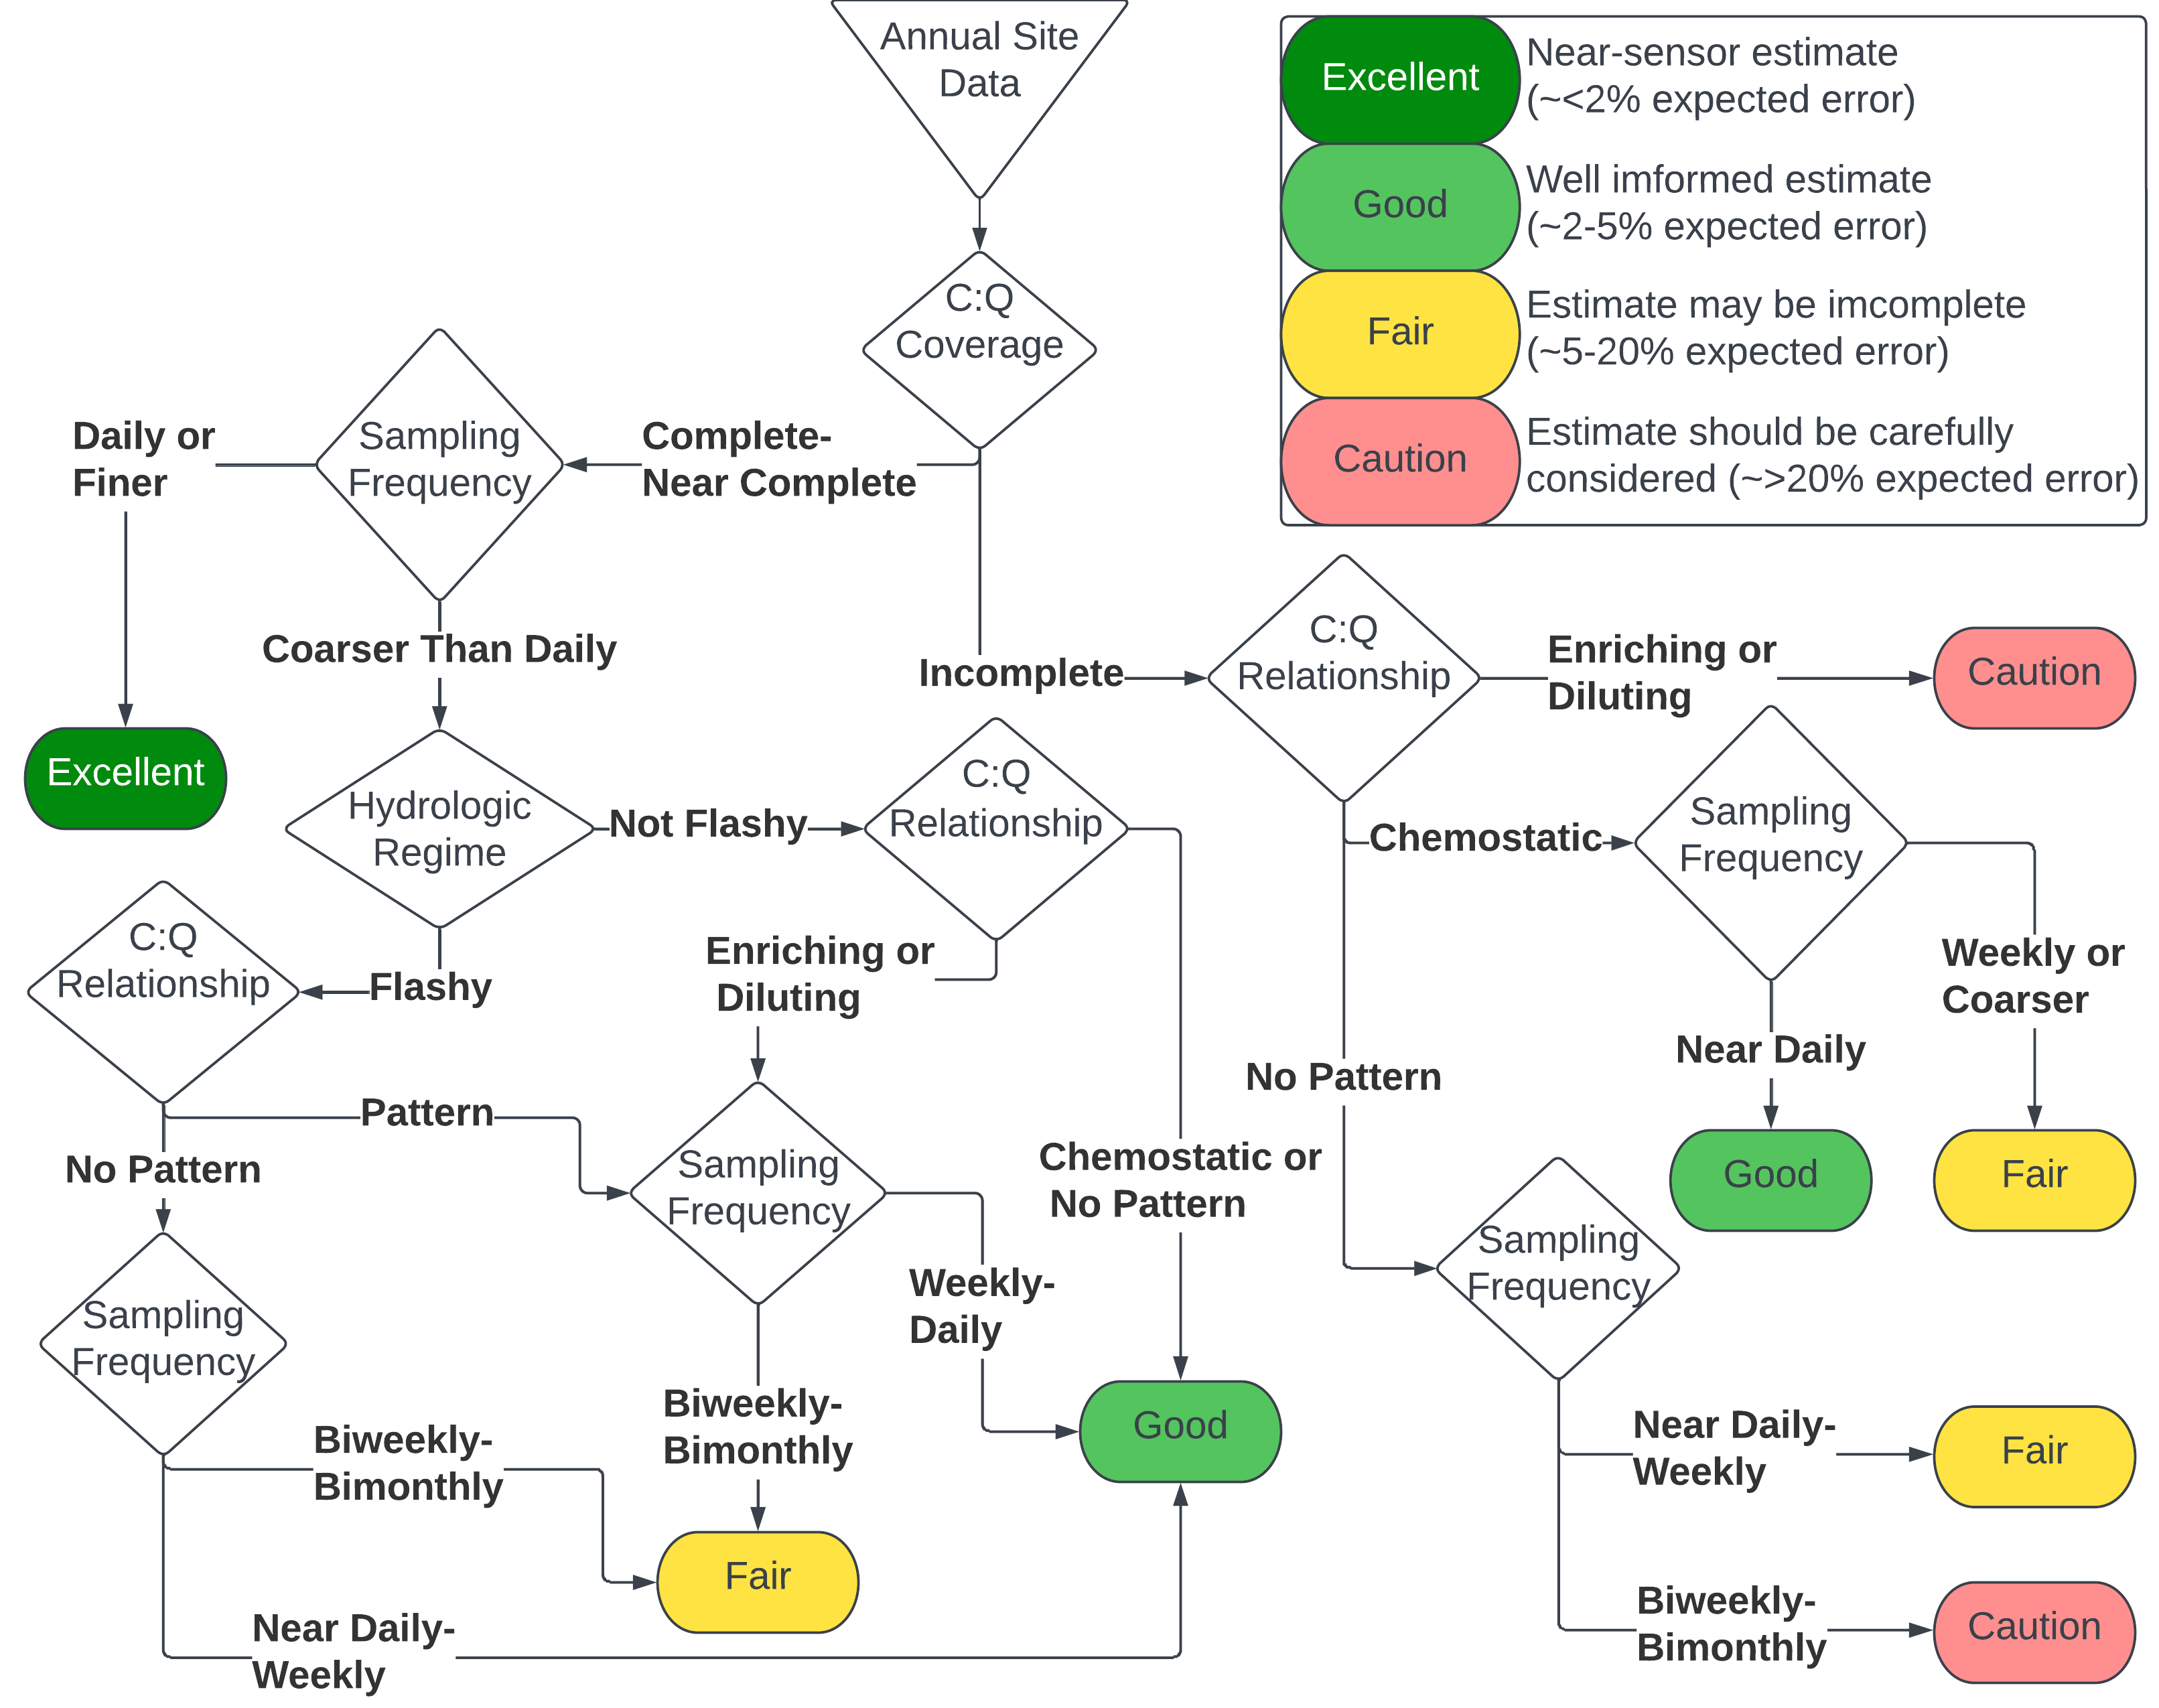 Annual Site
Data
Excellent
Near-sensor estimate
(~<2% expected error)
Good
Well imformed estimate
(~2-5% expected error)
Fair
Estimate may be imcomplete
(~5-20% expected error)
Caution
Estimate should be carefully
considered (~>20% expected error)
C:Q
Coverage
Complete-
Near Complete
Sampling
Frequency
Daily or
Finer
Excellent
Coarser Than Daily
Hydrologic
Regime
Not Flashy
C:Q
Relationship
Flashy
C:Q
Relationship
Enriching or
Diluting
Pattern
No Pattern
Sampling
Frequency
Chemostatic or
No Pattern
Weekly-
Daily
Sampling
Frequency
Biweekly-
Bimonthly
Biweekly-
Bimonthly
Good
Fair
Near Daily-
Weekly
Incomplete
C:Q
Relationship
Enriching or
Diluting
Caution
Chemostatic
Sampling
Frequency
Weekly or
Coarser
Near Daily
Good
Fair
No Pattern
Sampling
Frequency
Near Daily-
Weekly
Fair
Biweekly-
Bimonthly
Caution